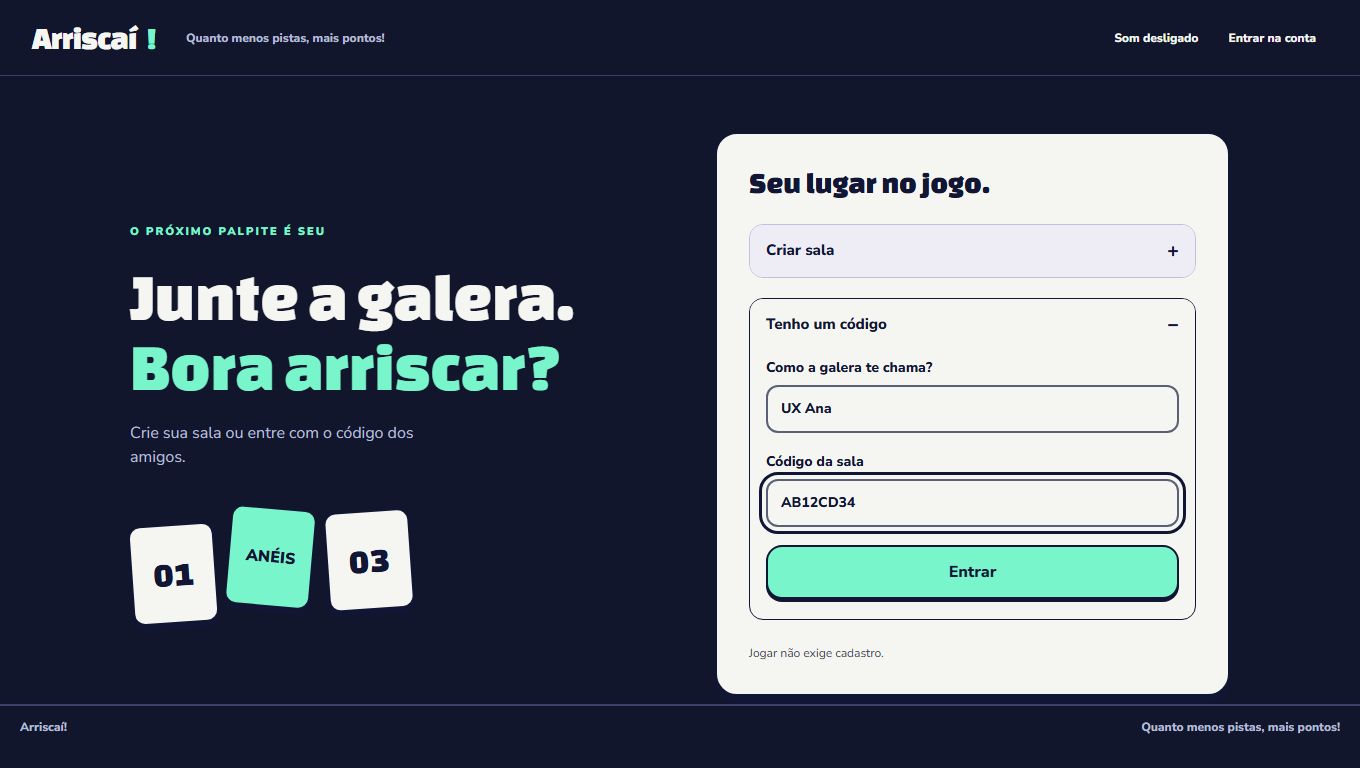 Arriscaí !
Quanto menos pistas, mais pontos!
Som desligado
Entrar na conta
O PRÓXIMO PALPITE É SEU
Junte a galera.
Bora arriscar?
Crie sua sala ou entre com o código dos
amigos.
01
ANÉIS
03
Seu lugar no jogo.
Criar sala +
Tenho um código −
Como a galera te chama?
UX Ana
Código da sala
AB12CD34
Entrar
Jogar não exige cadastro.
Arriscaí!
Quanto menos pistas, mais pontos!